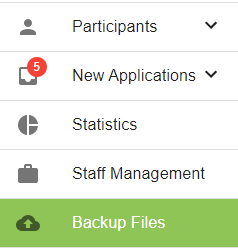 Participants
5
New Applications
Statistics
Staff Management
Backup Files